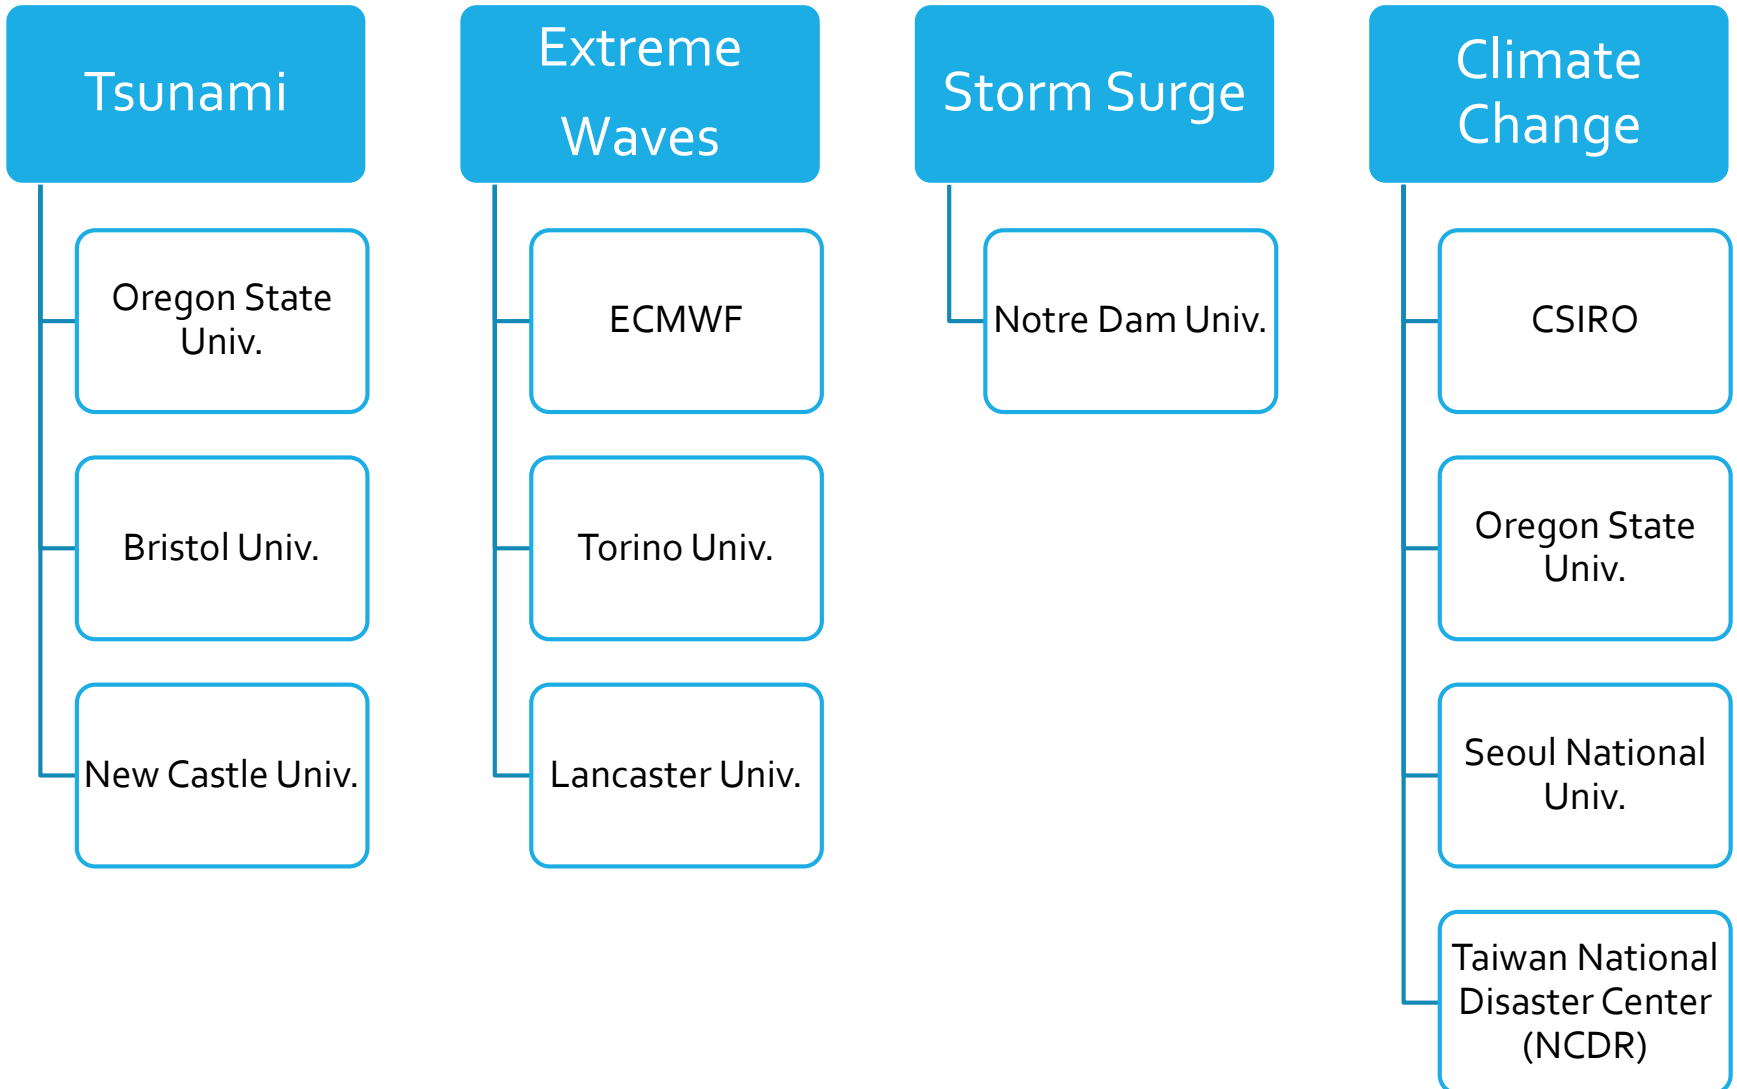 Tsunami
Oregon State
Univ.
Bristol Univ.
New Castle Univ.
Extreme
Waves
ECMWF
Torino Univ.
Lancaster Univ.
Storm Surge
Notre Dam Univ.
Climate
Change
CSIRO
Oregon State
Univ.
Seoul National
Univ.
Taiwan National
Disaster Center
(NCDR)